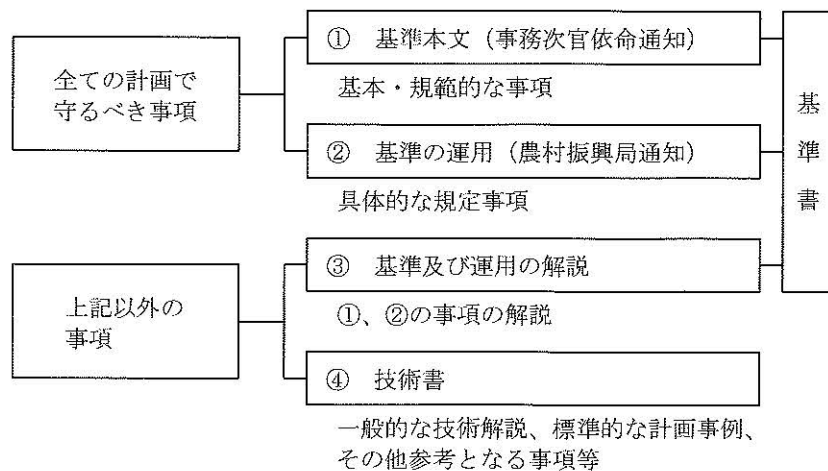 全ての計画で
守るべき事項
① 基準本文（事務次官依命通知）
基本・規範的な事項
② 基準の運用（農村振興局通知）
具体的な規定事項
上記以外の
事項
③ 基準及び運用の解説
①、②の事項の解説
④ 技術書
一般的な技術解説、標準的な計画事例、
その他参考となる事項等
基準書